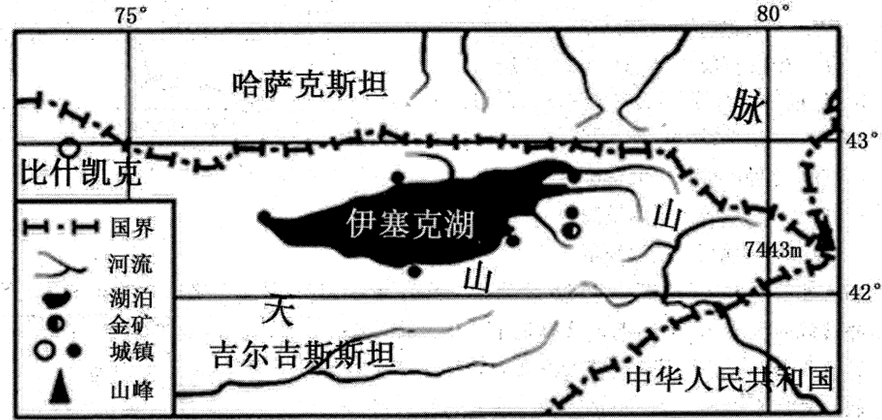 75° 80°
哈萨克斯坦
脉
43°
比什凯克
伊塞克湖
山
7443m
国界
河流
湖泊
金矿
城镇
山峰
山
42°
天
吉尔吉斯斯坦
中华人民共和国